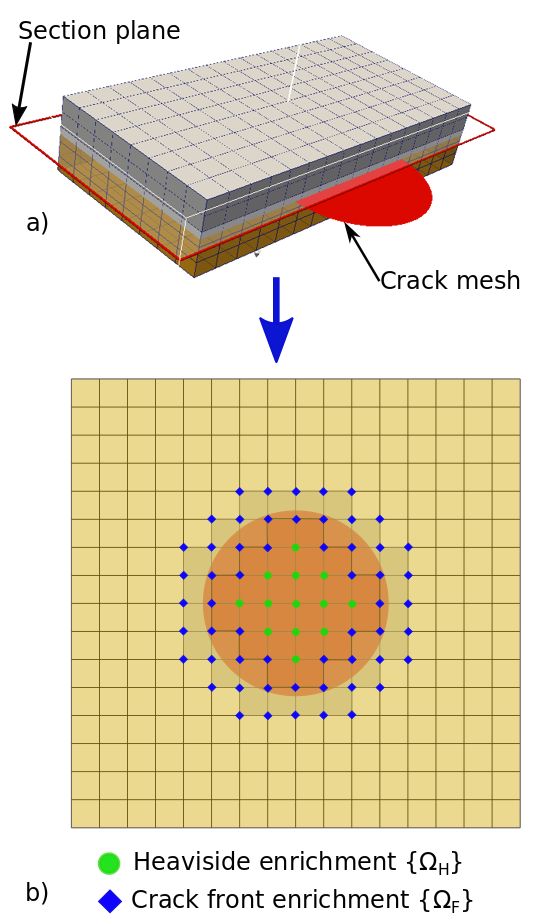 Section plane
a)
Crack mesh
Heaviside enrichment {Ω_H}
b)
Crack front enrichment {Ω_F}